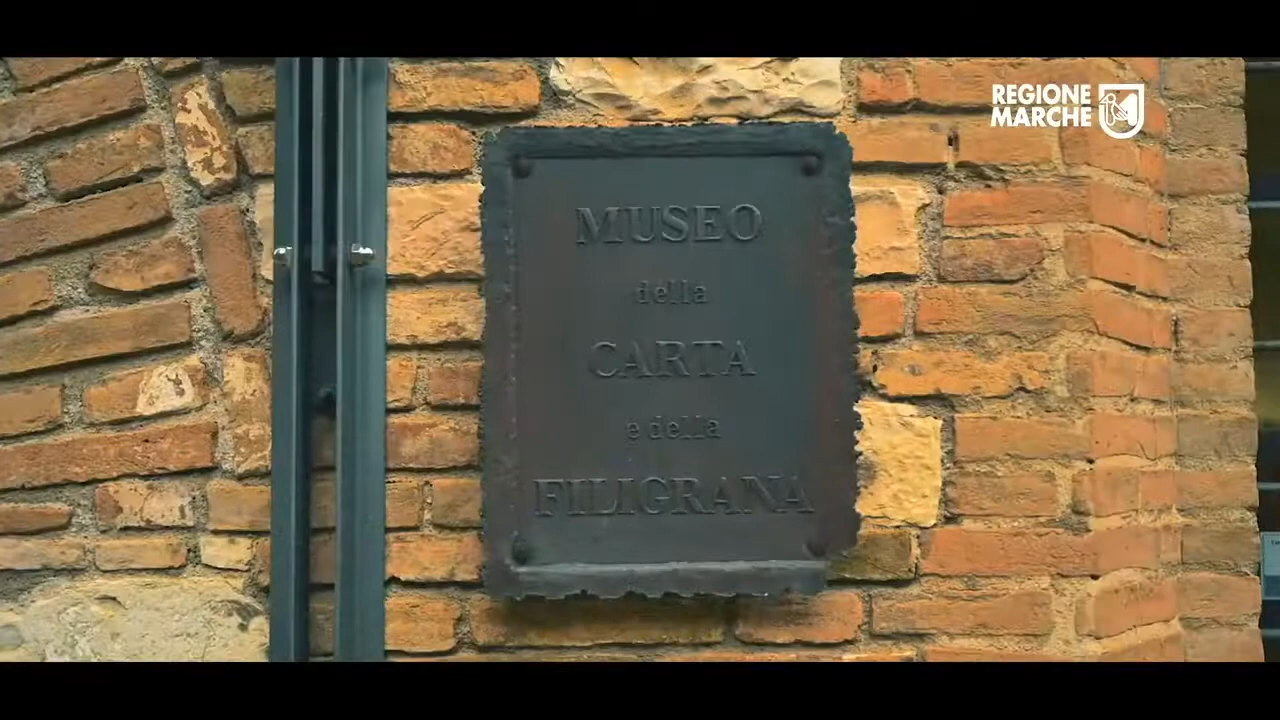 REGIONE
MARCHE
MUSEO
della
CARTA
e della
FILIGRANA